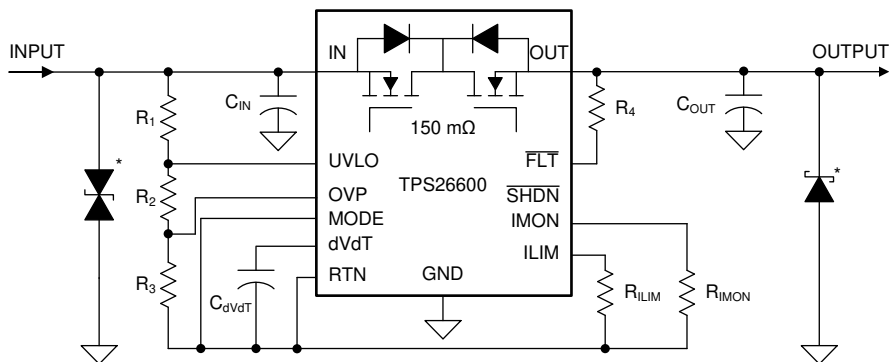 INPUT
IN
OUT
OUTPUT
R1
CIN
150 mΩ
R4
COUT
*
UVLO
FLT
*
R2
OVP
TPS26600
SHDN
MODE
IMON
dVdT
ILIM
R3
CdVdT
RTN
GND
RILIM
RIMON